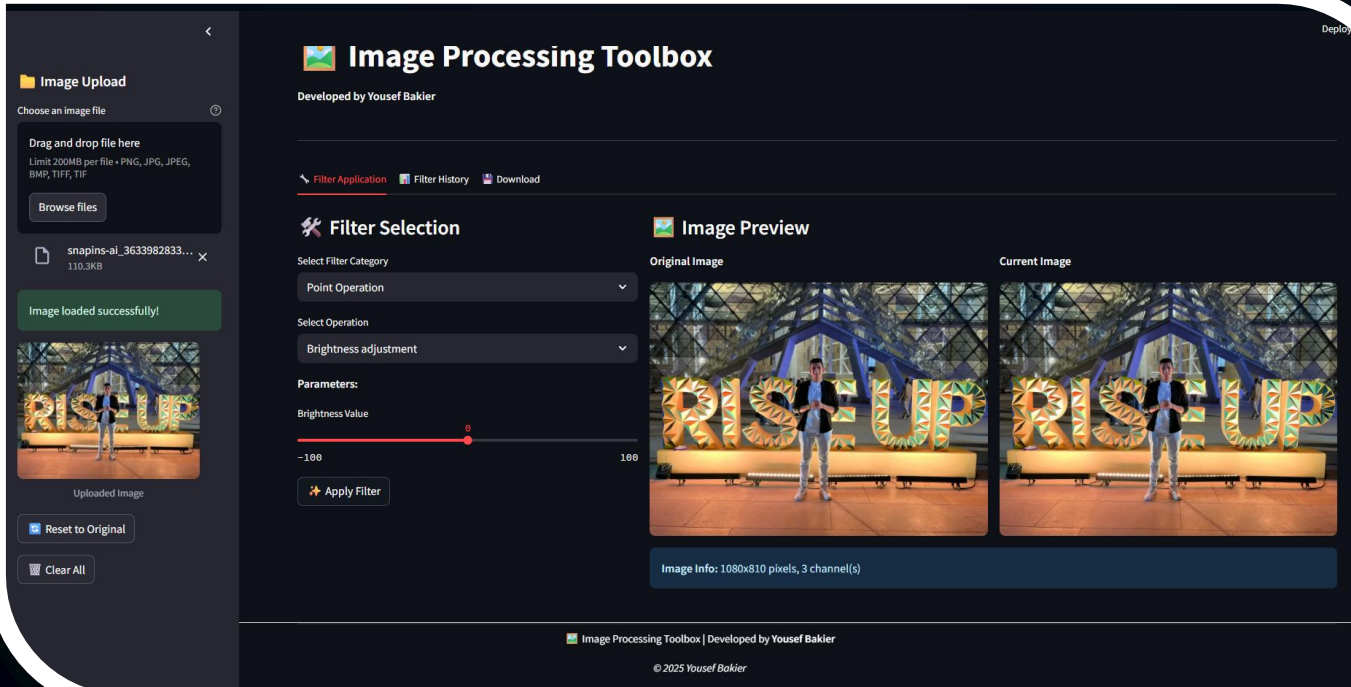 Deploy
Image Upload
Choose an image file
Drag and drop file here
Limit 200MB per file • PNG, JPG, JPEG,
BMP, TIFF, TIF
Browse files
snapins-ai_3633982833...
110.3KB
Image loaded successfully!
RISE UP
Uploaded Image
Reset to Original
Clear All
Image Processing Toolbox
Developed by Yousef Bakier
Filter Application Filter History Download
Filter Selection
Select Filter Category
Point Operation
Select Operation
Brightness adjustment
Parameters:
Brightness Value
0
-100 100
Apply Filter
Image Preview
Original Image Current Image
RISE UP RISE UP
Image Info: 1080x810 pixels, 3 channel(s)
Image Processing Toolbox | Developed by Yousef Bakier
© 2025 Yousef Bakier